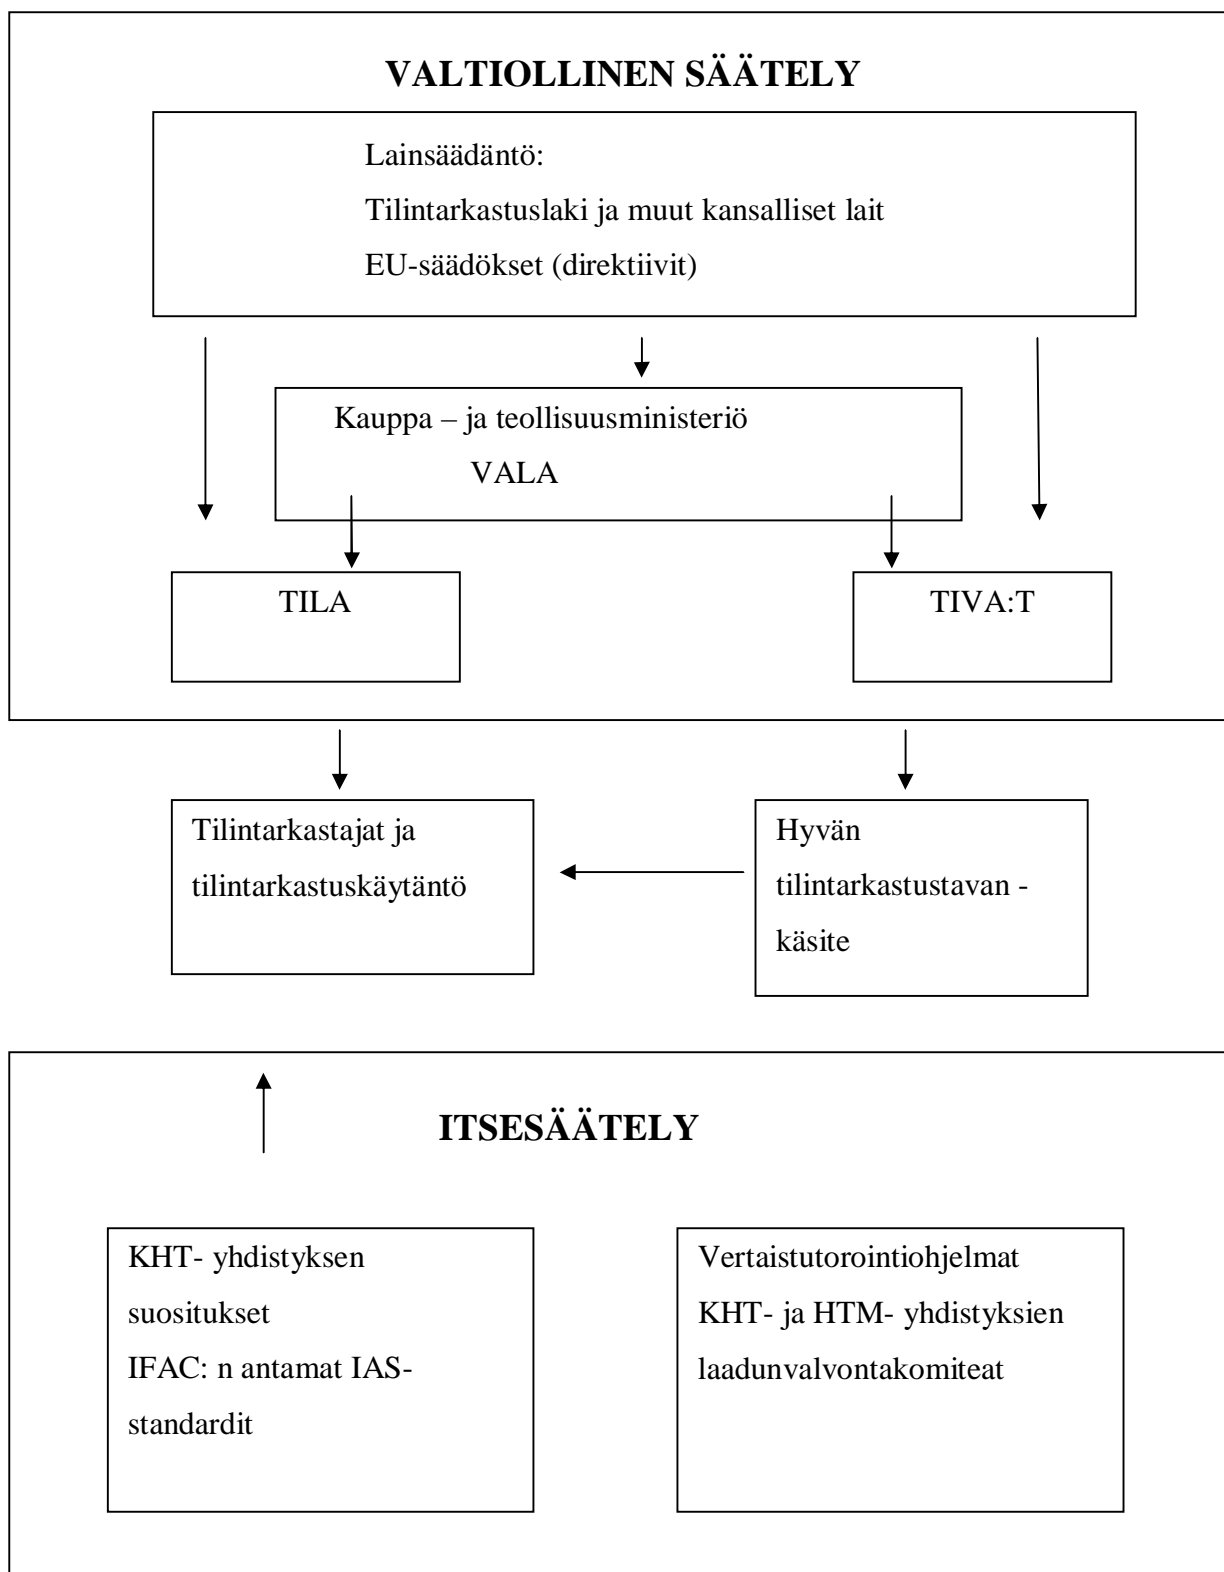 VALTIOLLINEN SÄÄTELY
Lainsäädäntö:
Tilintarkastuslaki ja muut kansalliset lait
EU-säädökset (direktiivit)
Kauppa – ja teollisuusministeriö
VALA
TILA
TIVA:T
Tilintarkastajat ja
tilintarkastuskäytäntö
Hyvän
tilintarkastustavan -
käsite
ITSESÄÄTELY
KHT- yhdistyksen
suositukset
IFAC: n antamat IAS-
standardit
Vertaistutorointiohjelmat
KHT- ja HTM- yhdistyksien
laadunvalvontakomiteat